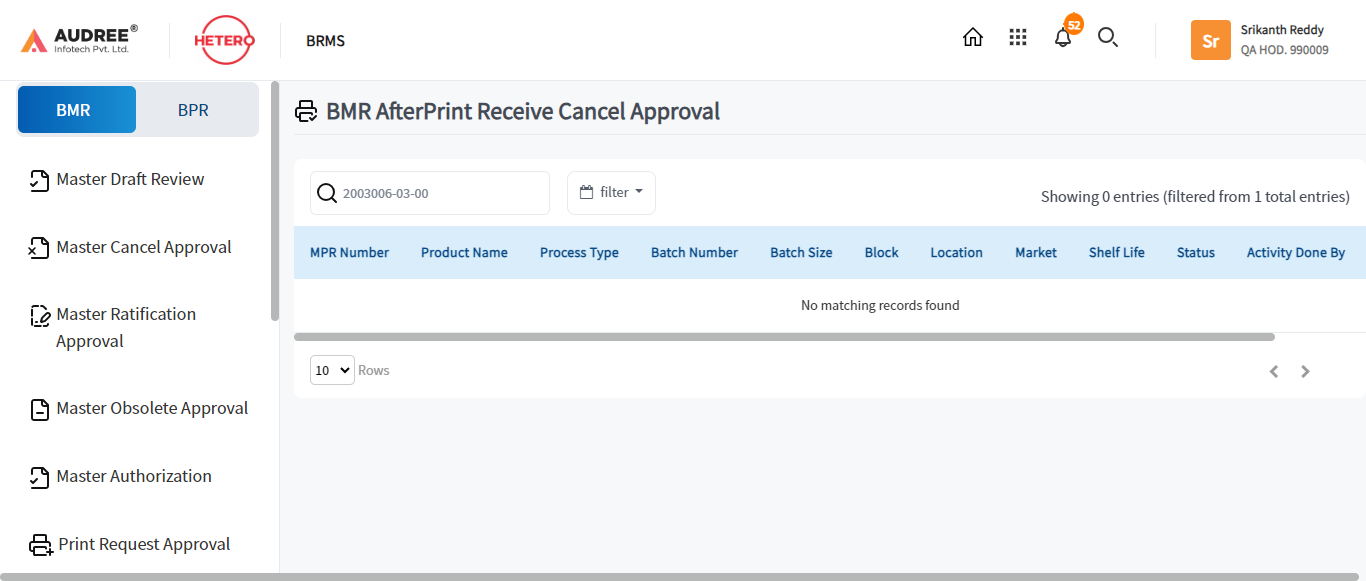 AUDREE®
Infotech Pvt. Ltd.
HETERO
BRMS
52
Sr
Srikanth Reddy
QA HOD. 990009
BMR
BPR
Master Draft Review
Master Cancel Approval
Master Ratification
Approval
Master Obsolete Approval
Master Authorization
Print Request Approval
BMR AfterPrint Receive Cancel Approval
2003006-03-00
filter
Showing 0 entries (filtered from 1 total entries)
MPR Number Product Name Process Type Batch Number Batch Size Block Location Market Shelf Life Status Activity Done By
No matching records found
10 Rows